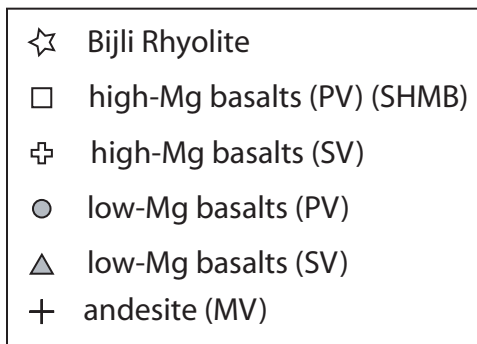 Bijli Rhyolite
high-Mg basalts (PV) (SHMB)
high-Mg basalts (SV)
low-Mg basalts (PV)
low-Mg basalts (SV)
andesite (MV)